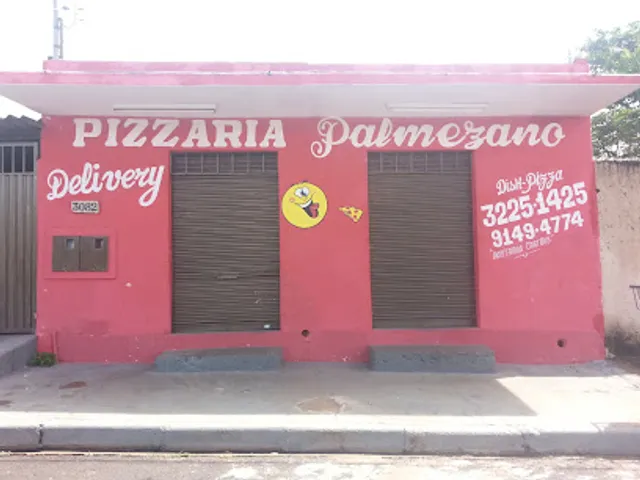 PIZZARIA Palmezano
Delivery
3082
Disk-Pizza
3225-1425
9149-4774